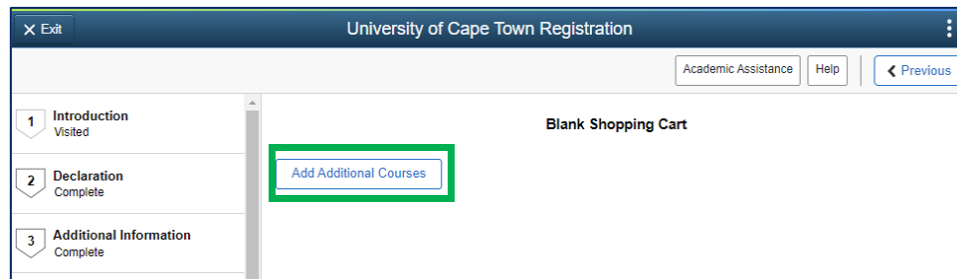 Exit
University of Cape Town Registration
Academic Assistance
Help
Previous
1
Introduction
Visited
Blank Shopping Cart
Add Additional Courses
2
Declaration
Complete
3
Additional Information
Complete